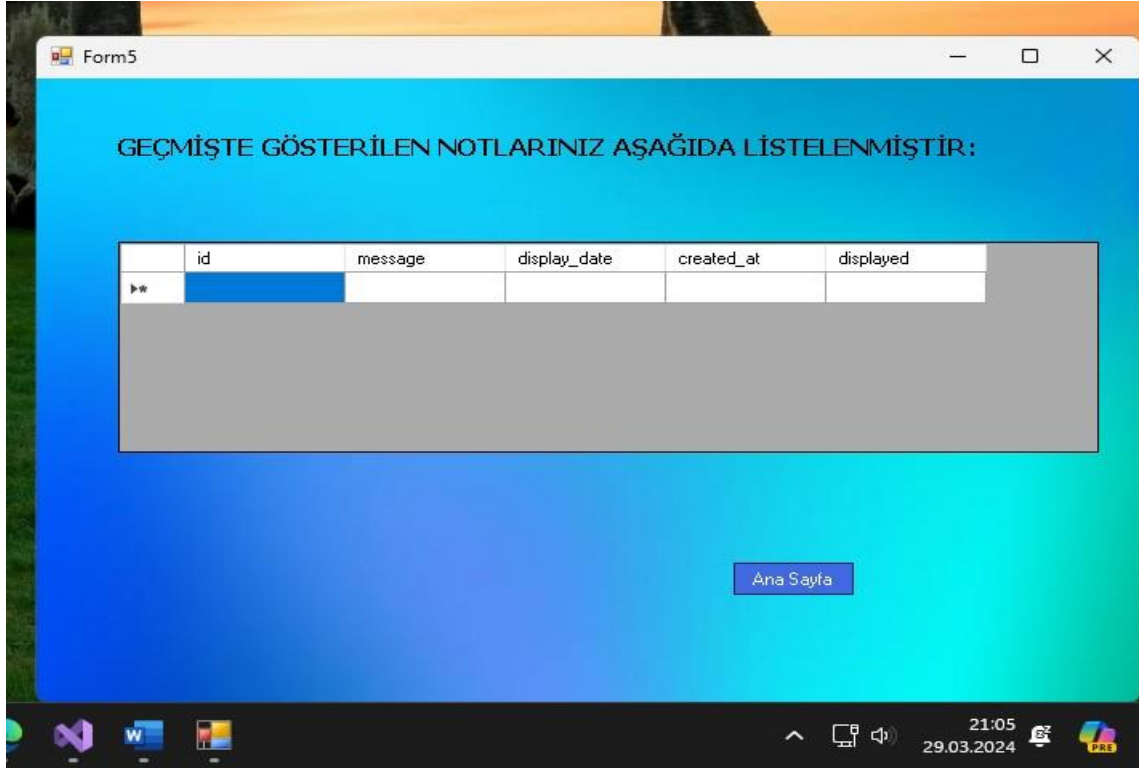 Form5
GEÇMİŞTE GÖSTERİLEN NOTLARINIZ AŞAĞIDA LİSTELENMİŞTİR:
id message display_date created_at displayed
Ana Sayfa
W
21:05
29.03.2024
PRE